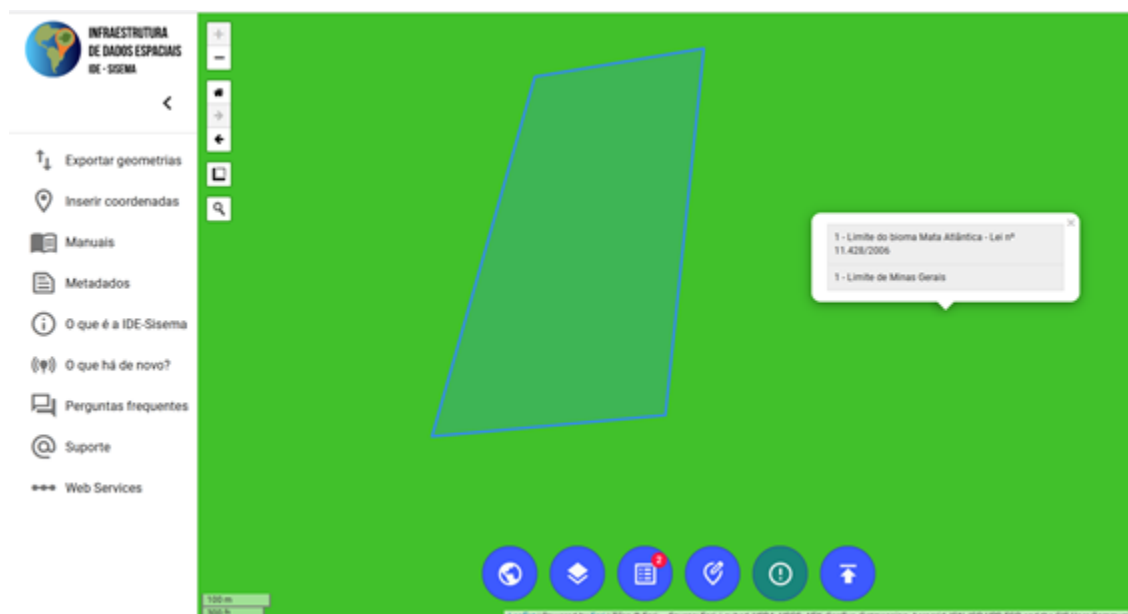 INFRAESTRUTURA
DE DADOS ESPACIAIS
IDE - SISEMA
Exportar geometrias
Inserir coordenadas
Manuais
Metadados
O que é a IDE-Sisema
O que há de novo?
Perguntas frequentes
Suporte
Web Services
1 - Limite do bioma Mata Atlântica - Lei nº
11.428/2006
1 - Limite de Minas Gerais
2
100 m